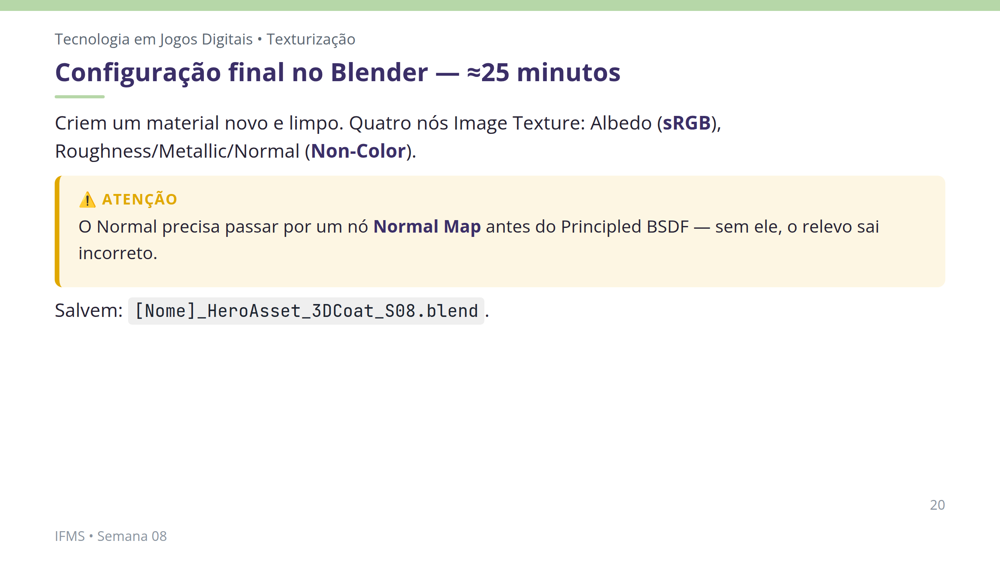 Tecnologia em Jogos Digitais • Texturização
Configuração final no Blender — ≈25 minutos
Criem um material novo e limpo. Quatro nós Image Texture: Albedo (sRGB),
Roughness/Metallic/Normal (Non-Color).
⚠️ ATENÇÃO
O Normal precisa passar por um nó Normal Map antes do Principled BSDF — sem ele, o relevo sai
incorreto.
Salvem: [Nome]_HeroAsset_3DCoat_S08.blend.
20
IFMS • Semana 08